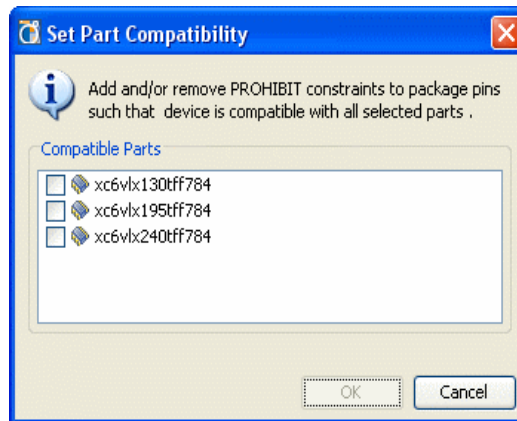 Set Part Compatibility
Add and/or remove PROHIBIT constraints to package pins
such that device is compatible with all selected parts .
Compatible Parts
xc6vlx130tff784
xc6vlx195tff784
xc6vlx240tff784
OK
Cancel